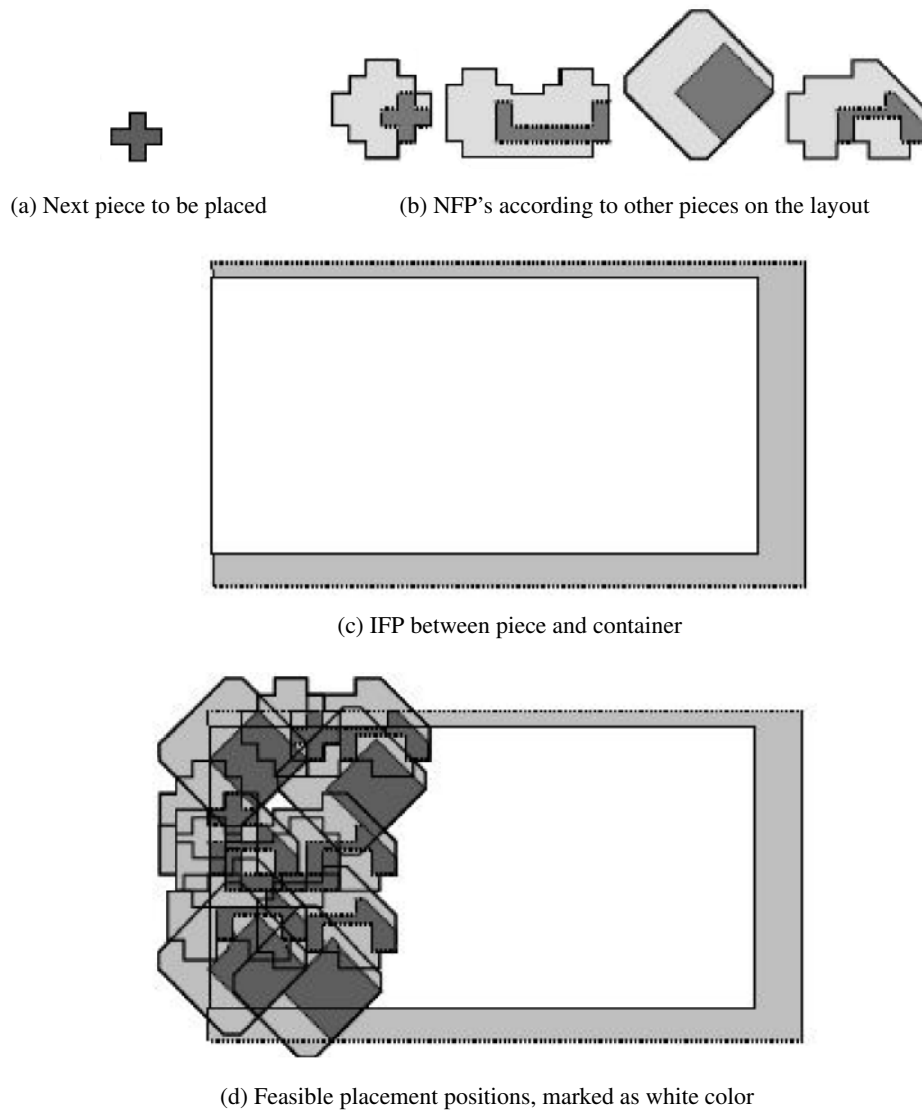 (a) Next piece to be placed
(b) NFP's according to other pieces on the layout
(c) IFP between piece and container
(d) Feasible placement positions, marked as white color